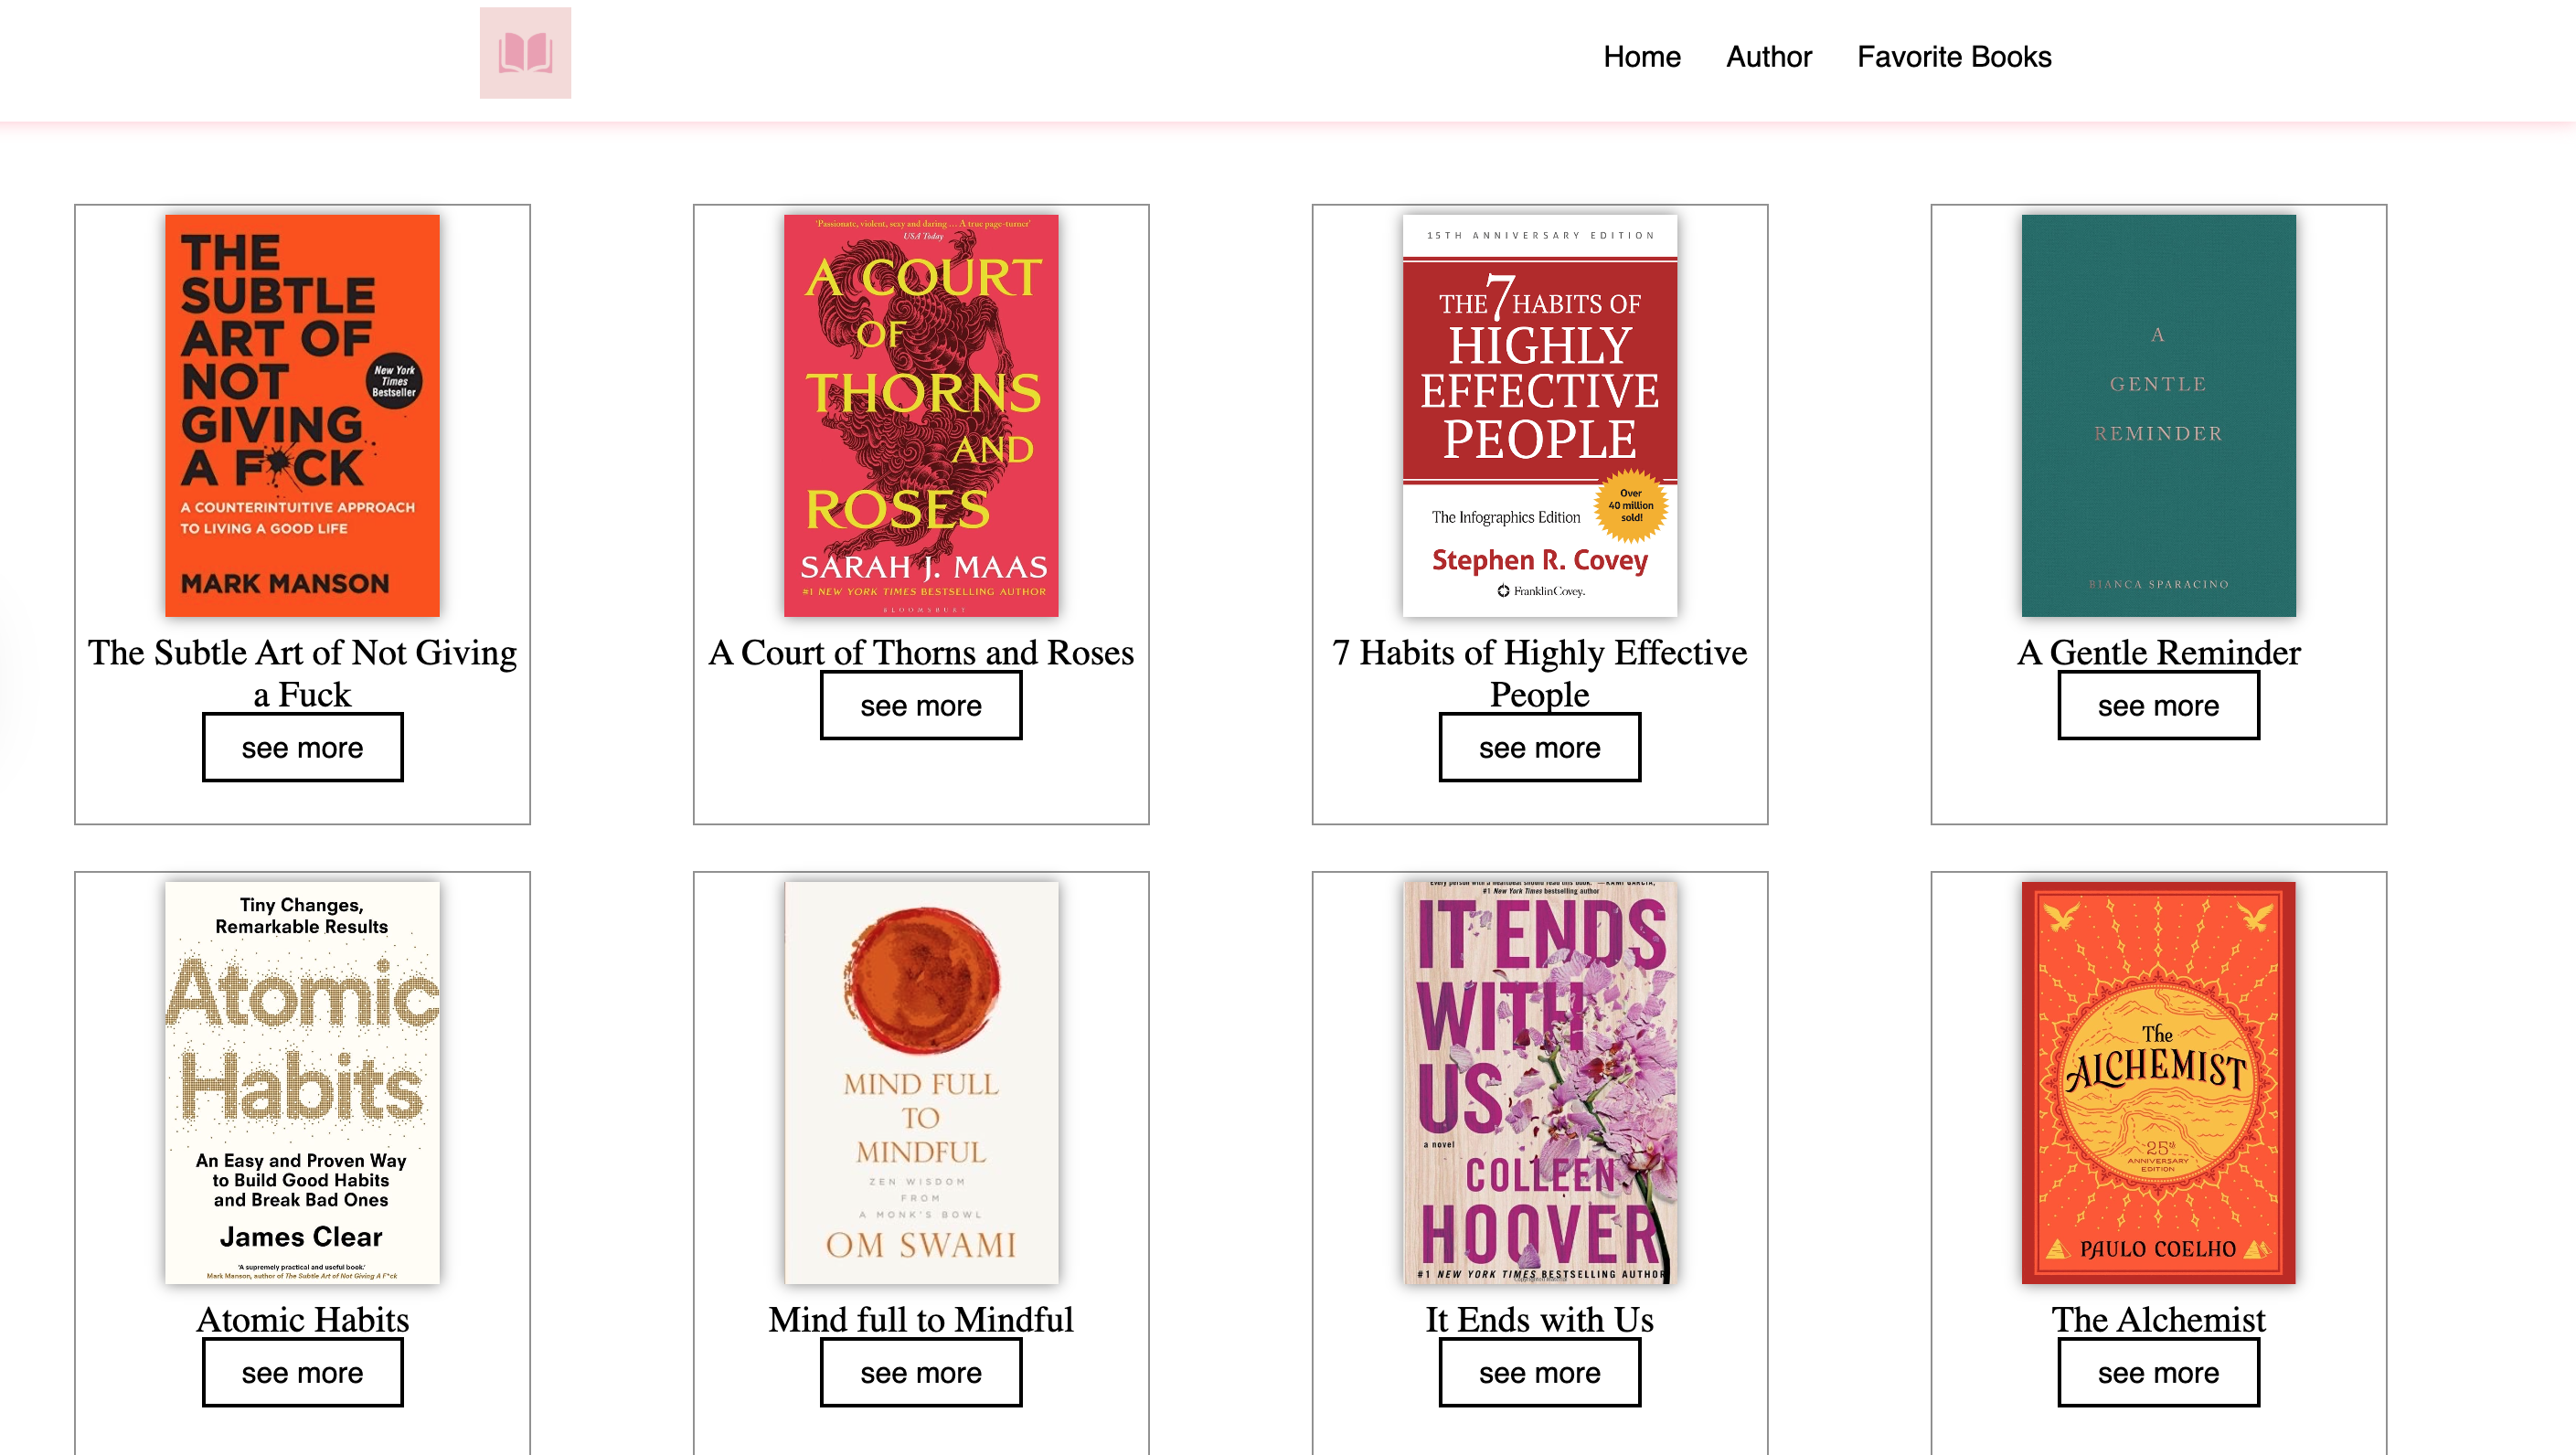 Home Author Favorite Books
THE
SUBTLE
ART OF
NOT
GIVING
A F*CK
New York
Times
Bestseller
A COUNTERINTUITIVE APPROACH
TO LIVING A GOOD LIFE
MARK MANSON
The Subtle Art of Not Giving
a Fuck
see more
'Passionate, violent, sexy and daring ... A true page-turner'
USA Today
A COURT
OF
THORNS
AND
ROSES
SARAH J. MAAS
#1 NEW YORK TIMES BESTSELLING AUTHOR
BLOOMSBURY
A Court of Thorns and Roses
see more
15TH ANNIVERSARY EDITION
THE 7 HABITS OF
HIGHLY
EFFECTIVE
PEOPLE
Over
40 million
sold!
The Infographics Edition
Stephen R. Covey
FranklinCovey.
7 Habits of Highly Effective
People
see more
A
GENTLE
REMINDER
BIANCA SPARACINO
A Gentle Reminder
see more
Tiny Changes,
Remarkable Results
Atomic
Habits
An Easy and Proven Way
to Build Good Habits
and Break Bad Ones
James Clear
'A supremely practical and useful book.'
Mark Manson, author of The Subtle Art of Not Giving A F*ck
Atomic Habits
see more
MIND FULL
TO
MINDFUL
ZEN WISDOM
FROM
A MONK'S BOWL
OM SWAMI
Mind full to Mindful
see more
"Every person with a heartbeat should read this book." —KAMI GARCIA,
#1 New York Times bestselling author
IT ENDS
WITH
US
a novel
COLLEEN
HOOVER
#1 NEW YORK TIMES BESTSELLING AUTHOR
It Ends with Us
see more
The
ALCHEMIST
25th
ANNIVERSARY
EDITION
PAULO COELHO
The Alchemist
see more